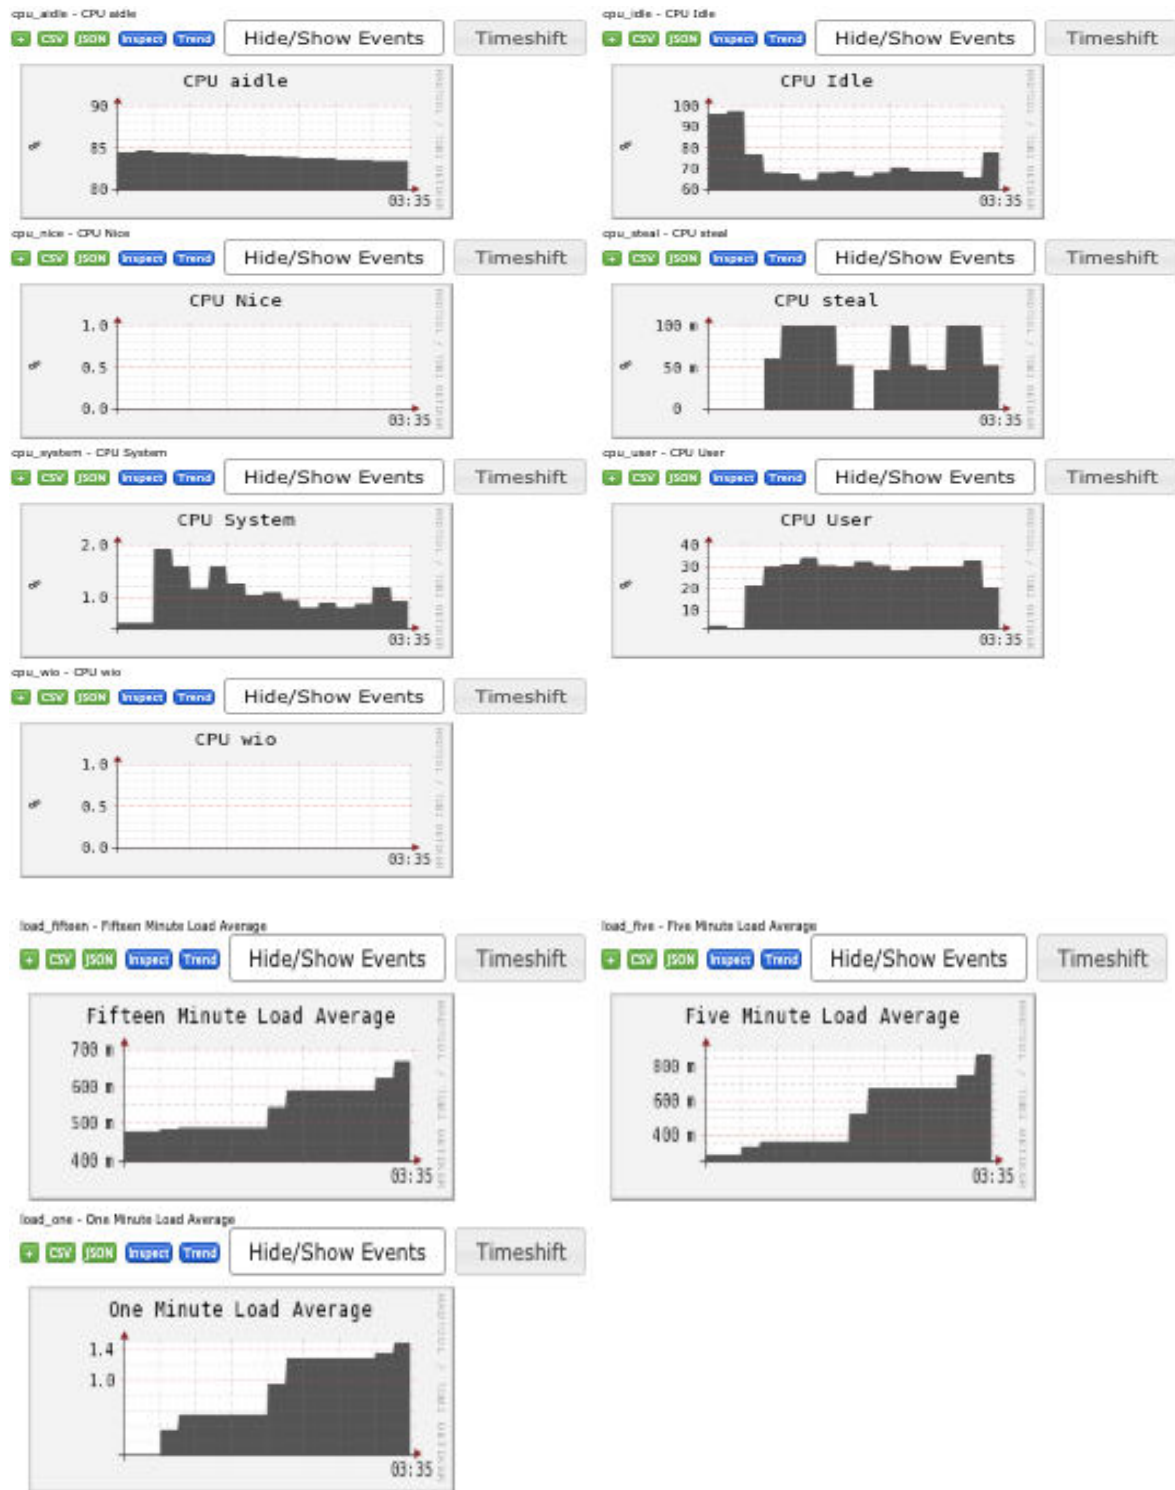 cpu_aidle - CPU aidle
+ CSV JSON Inspect Trend Hide/Show Events Timeshift
CPU aidle
90
85
80
%
03:35
cpu_idle - CPU Idle
+ CSV JSON Inspect Trend Hide/Show Events Timeshift
CPU Idle
100
90
80
70
60
%
03:35
cpu_nice - CPU Nice
+ CSV JSON Inspect Trend Hide/Show Events Timeshift
CPU Nice
1.0
0.5
0.0
%
03:35
cpu_steal - CPU steal
+ CSV JSON Inspect Trend Hide/Show Events Timeshift
CPU steal
100 m
50 m
0
%
03:35
cpu_system - CPU System
+ CSV JSON Inspect Trend Hide/Show Events Timeshift
CPU System
2.0
1.0
%
03:35
cpu_user - CPU User
+ CSV JSON Inspect Trend Hide/Show Events Timeshift
CPU User
40
30
20
10
%
03:35
cpu_wio - CPU wio
+ CSV JSON Inspect Trend Hide/Show Events Timeshift
CPU wio
1.0
0.5
0.0
%
03:35
load_fifteen - Fifteen Minute Load Average
+ CSV JSON Inspect Trend Hide/Show Events Timeshift
Fifteen Minute Load Average
700 m
600 m
500 m
400 m
03:35
load_five - Five Minute Load Average
+ CSV JSON Inspect Trend Hide/Show Events Timeshift
Five Minute Load Average
800 m
600 m
400 m
03:35
load_one - One Minute Load Average
+ CSV JSON Inspect Trend Hide/Show Events Timeshift
One Minute Load Average
1.4
1.0
03:35